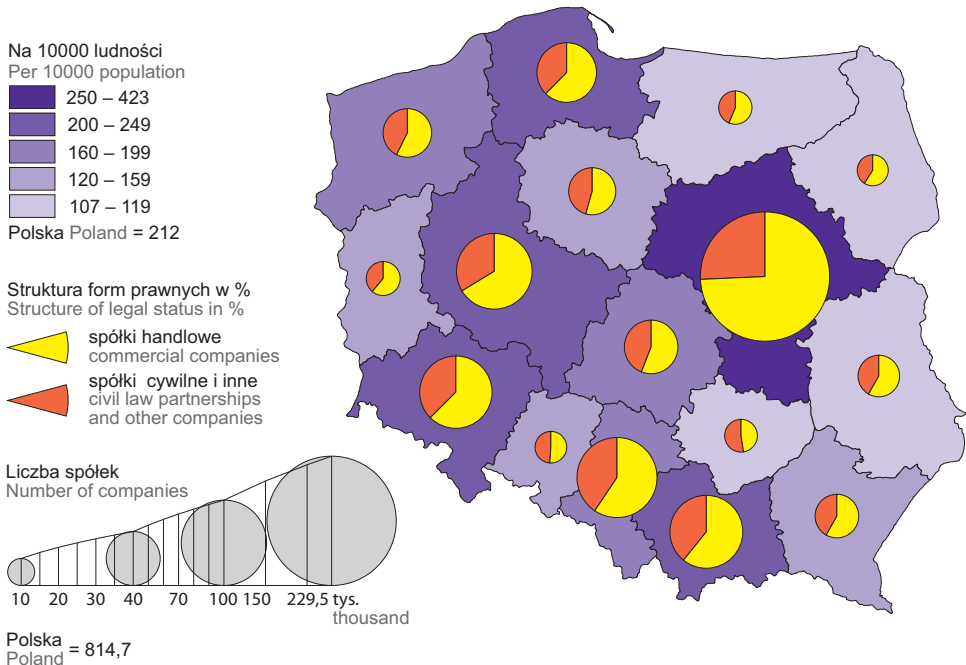 Na 10000 ludności
Per 10000 population
250 – 423
200 – 249
160 – 199
120 – 159
107 – 119
Polska Poland = 212
Struktura form prawnych w %
Structure of legal status in %
spółki handlowe
commercial companies
spółki cywilne i inne
civil law partnerships
and other companies
Liczba spółek
Number of companies
10 20 30 40 70 100 150 229,5 tys.
thousand
Polska
Poland = 814,7